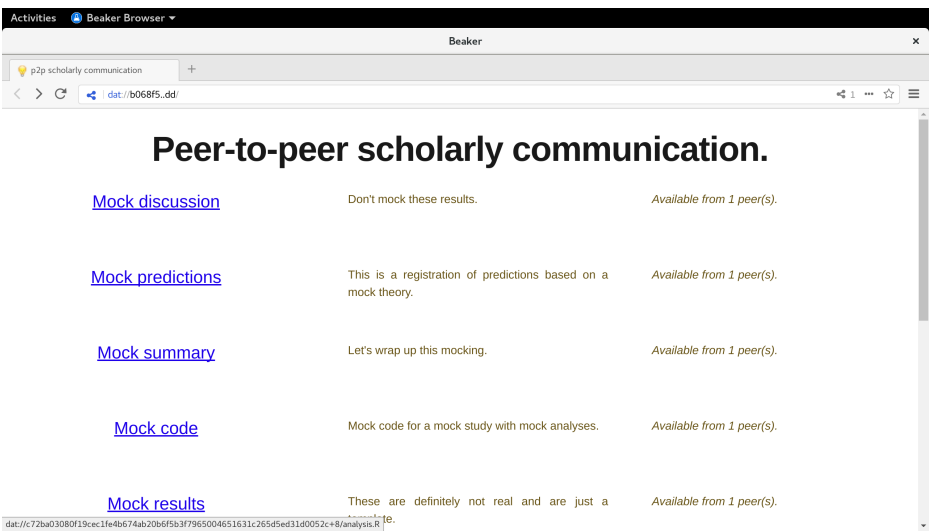 Activities Beaker Browser
Beaker
p2p scholarly communication
dat://b068f5..dd/ 1
Peer-to-peer scholarly communication.
Mock discussion Don't mock these results. Available from 1 peer(s).
Mock predictions This is a registration of predictions based on a Available from 1 peer(s).
mock theory.
Mock summary Let's wrap up this mocking. Available from 1 peer(s).
Mock code Mock code for a mock study with mock analyses. Available from 1 peer(s).
Mock results These are definitely not real and are just a Available from 1 peer(s).
dat://c72ba03080f19cec1fe4b674ab20b6f5b3f7965004651631c265d5ed31d0052c+8/analysis.R